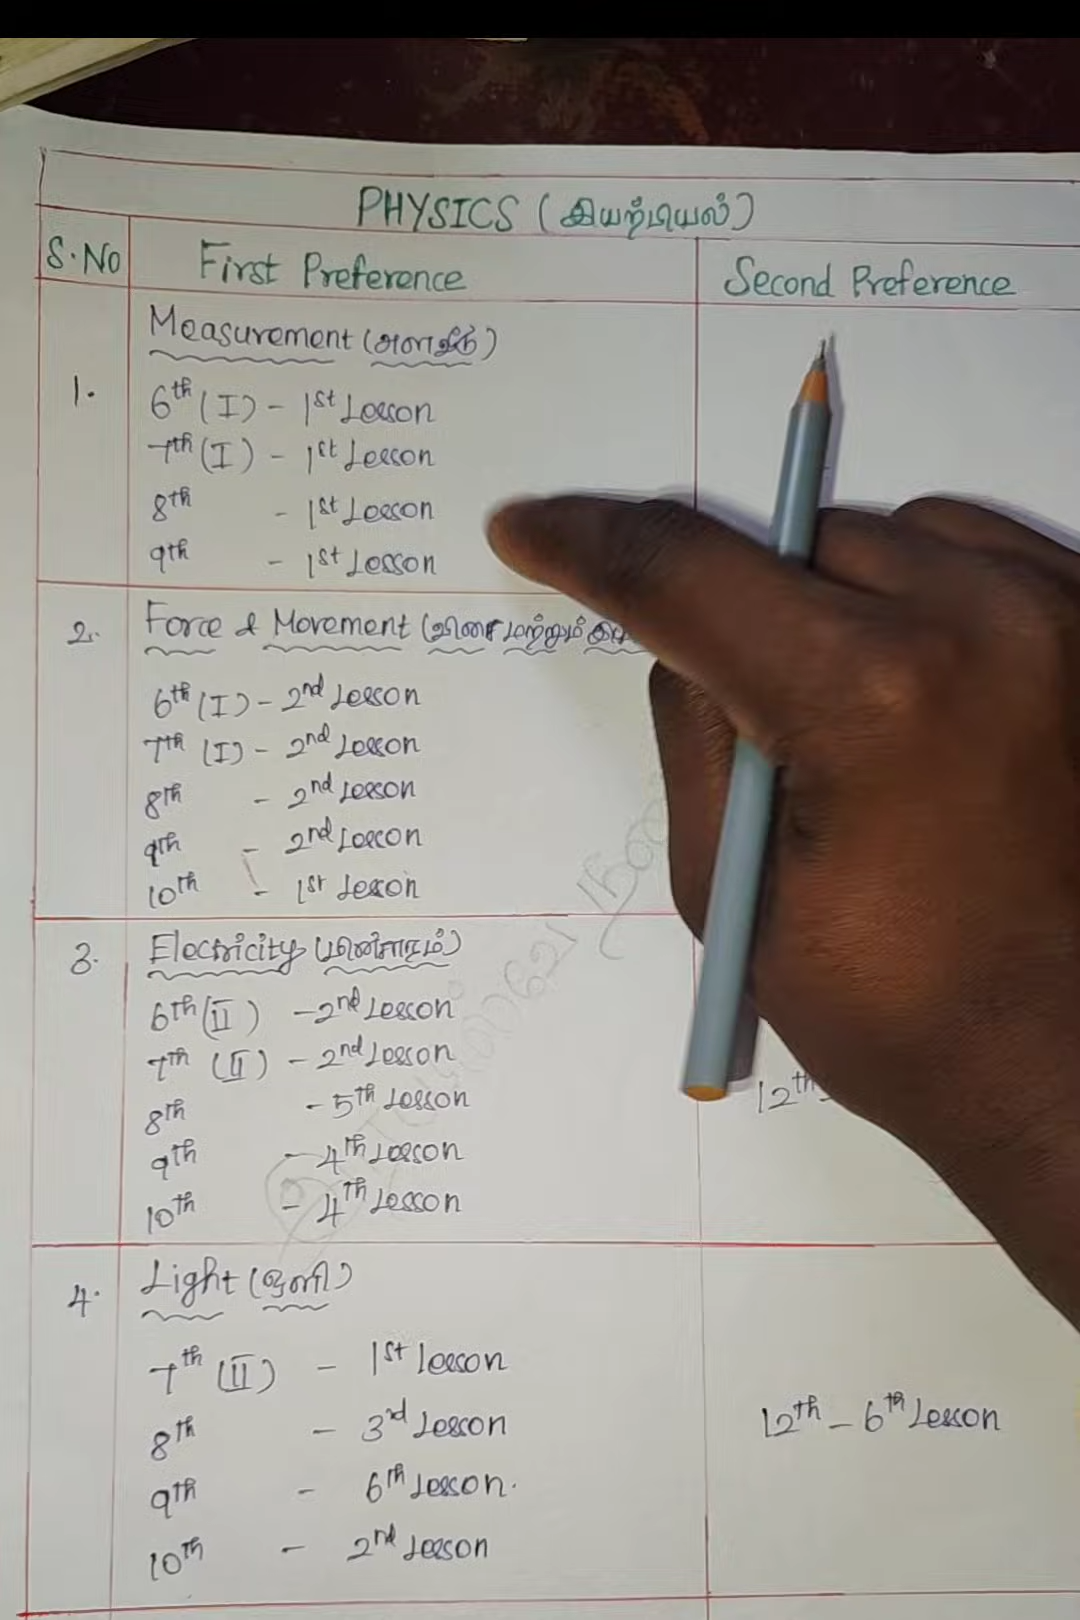 PHYSICS (இயற்பியல்)
S.No First Preference Second Preference
Measurement (அளவீடு)
1.
6th (I) - 1st Lesson
7th (I) - 1st Lesson
8th - 1st Lesson
9th - 1st Lesson
2. Force & Movement (விசை மற்றும்
6th (I) - 2nd Lesson
7th (I) - 2nd Lesson
8th - 2nd Lesson
9th - 2nd Lesson
10th - 1st Lesson
3. Electricity (மின்சாரம்)
6th (II) - 2nd Lesson
7th (II) - 2nd Lesson
8th - 5th Lesson 12th -
9th - 4th Lesson
10th - 4th Lesson
4. Light (ஒளி)
7th (II) - 1st Lesson
8th - 3rd Lesson 12th - 6th Lesson
9th - 6th Lesson.
10th - 2nd Lesson